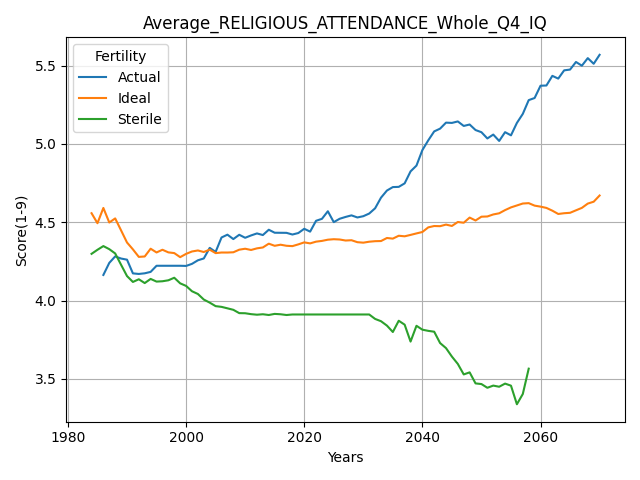 Average_RELIGIOUS_ATTENDANCE_Whole_Q4_IQ
Fertility
Actual
Ideal
Sterile
Score(1-9)
5.5
5.0
4.5
4.0
3.5
1980
2000
2020
2040
2060
Years